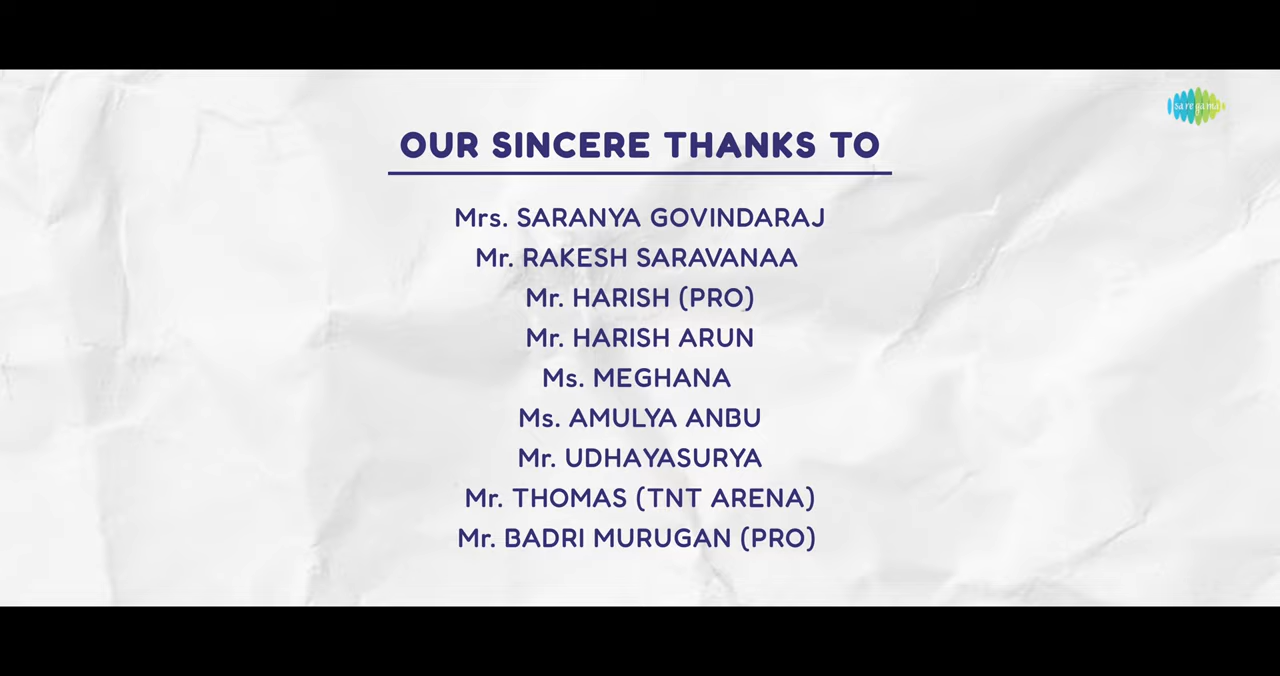 saregama
OUR SINCERE THANKS TO
Mrs. SARANYA GOVINDARAJ
Mr. RAKESH SARAVANAA
Mr. HARISH (PRO)
Mr. HARISH ARUN
Ms. MEGHANA
Ms. AMULYA ANBU
Mr. UDHAYASURYA
Mr. THOMAS (TNT ARENA)
Mr. BADRI MURUGAN (PRO)